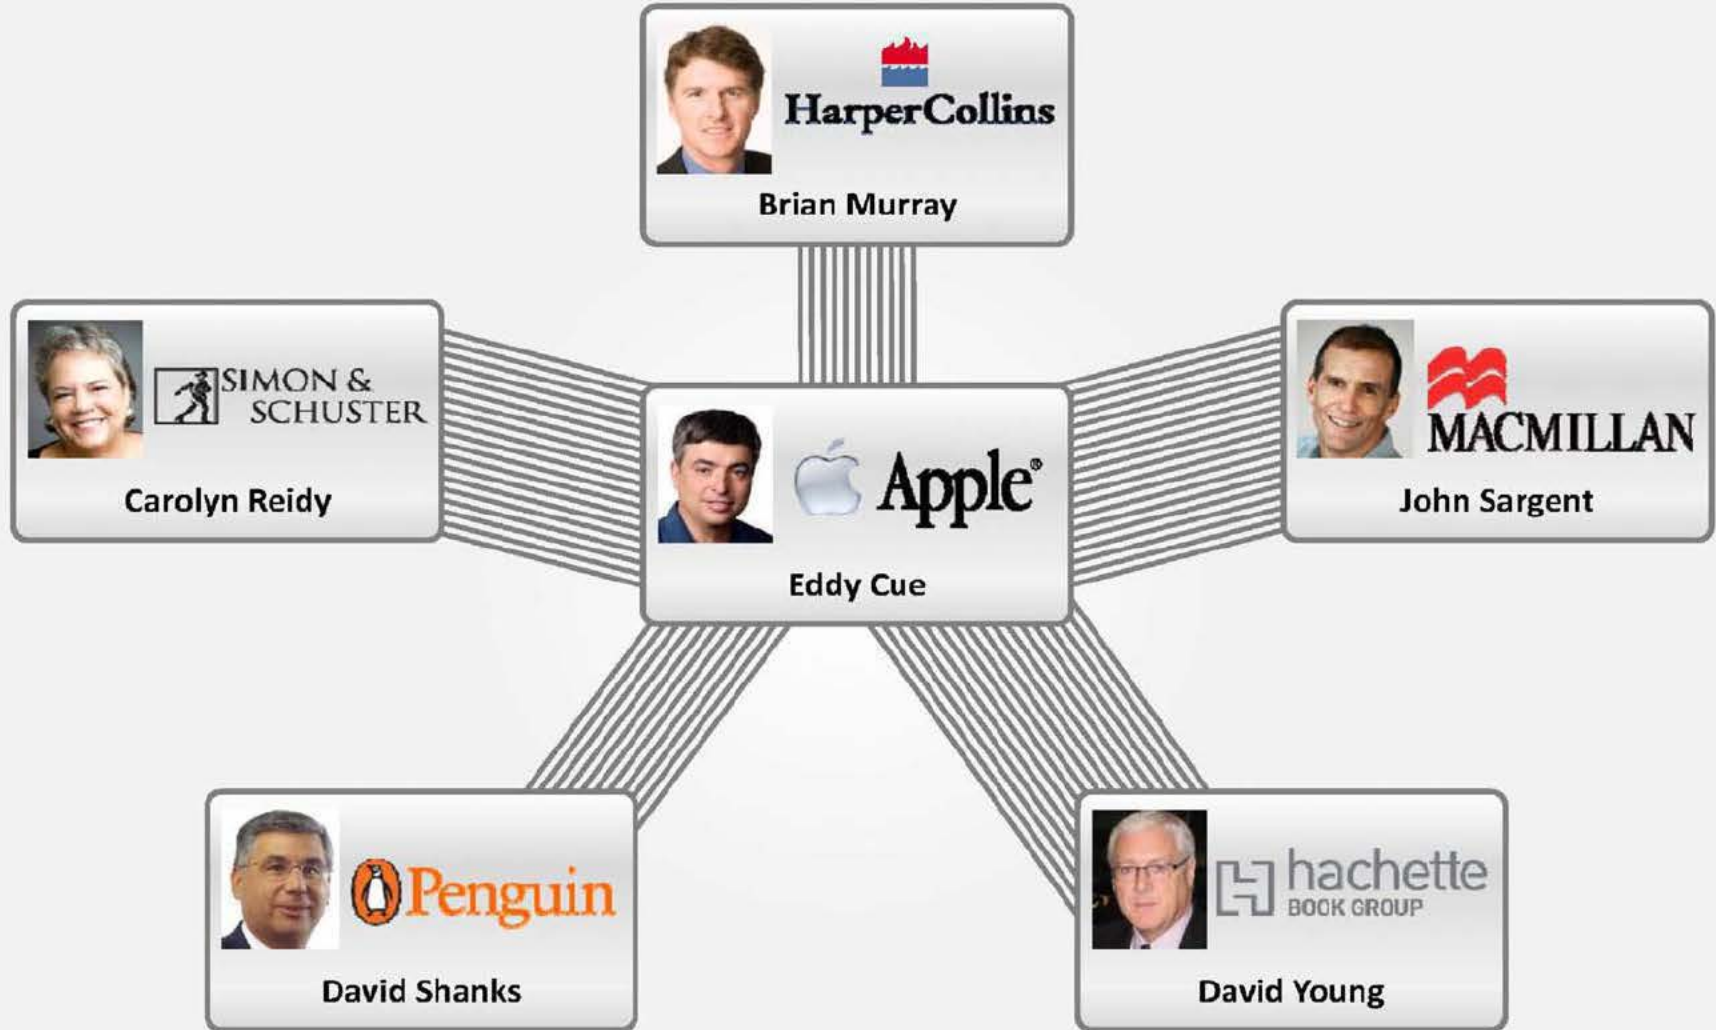 HarperCollins
Brian Murray
SIMON &
SCHUSTER
Carolyn Reidy
MACMILLAN
John Sargent
Apple®
Eddy Cue
Penguin
David Shanks
hachette
BOOK GROUP
David Young